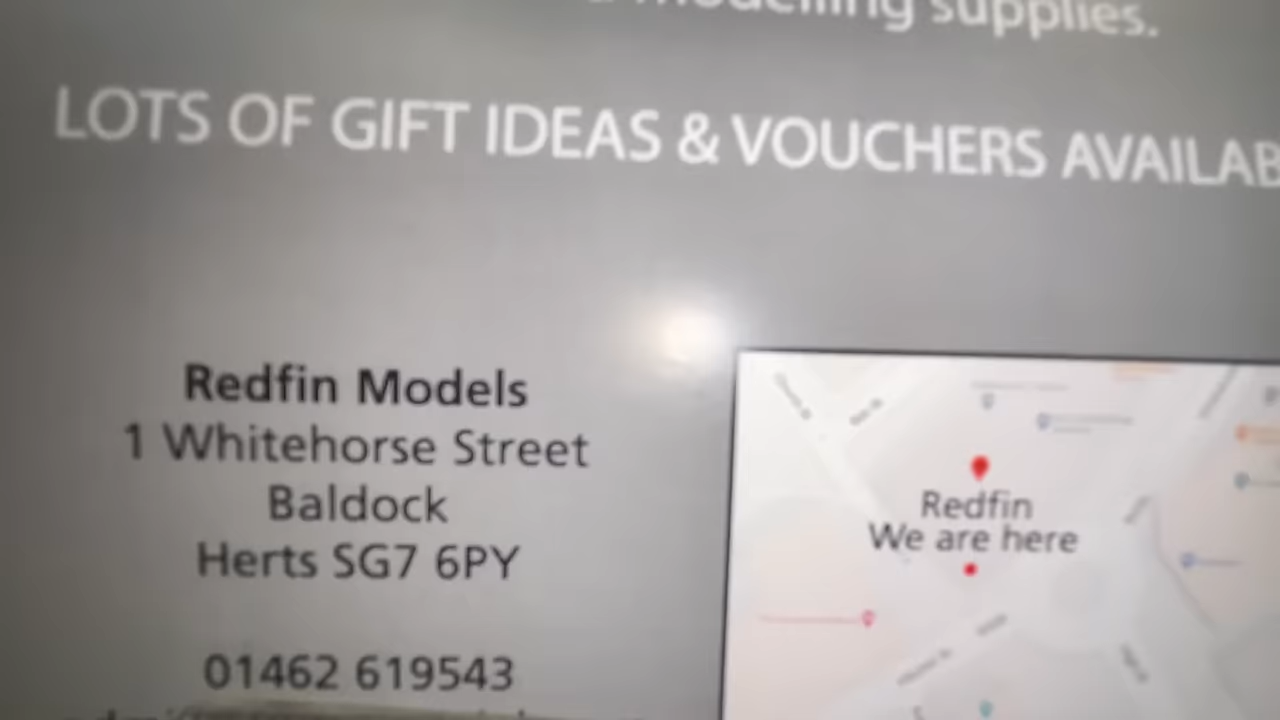 modelling supplies.
LOTS OF GIFT IDEAS & VOUCHERS AVAILAB
Redfin Models
1 Whitehorse Street
Baldock
Herts SG7 6PY
01462 619543
Redfin
We are here